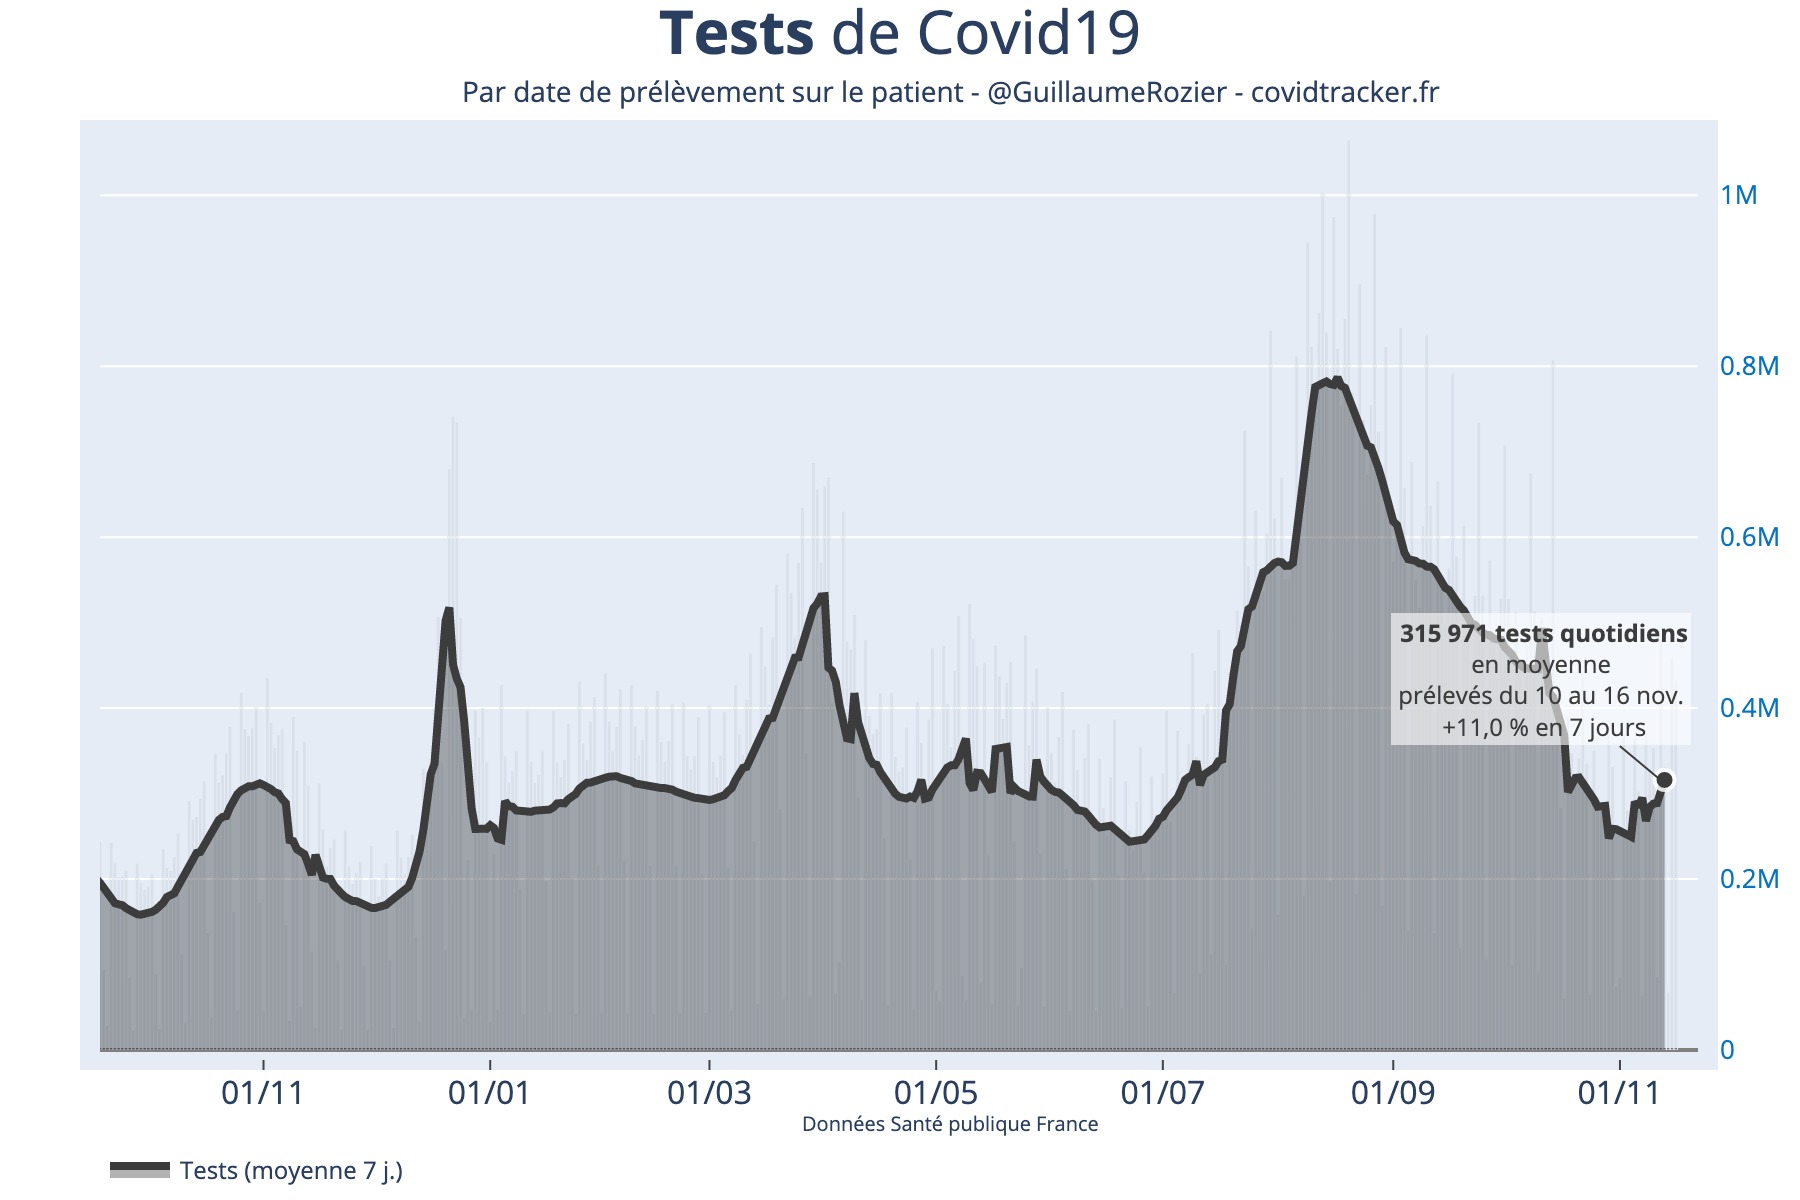 Tests de Covid19
Par date de prélèvement sur le patient - @GuillaumeRozier - covidtracker.fr
1M
0.8M
0.6M
315 971 tests quotidiens
en moyenne
prélevés du 10 au 16 nov.
+11,0 % en 7 jours
0.4M
0.2M
0
01/11
01/01
01/03
01/05
01/07
01/09
01/11
Données Santé publique France
Tests (moyenne 7 j.)